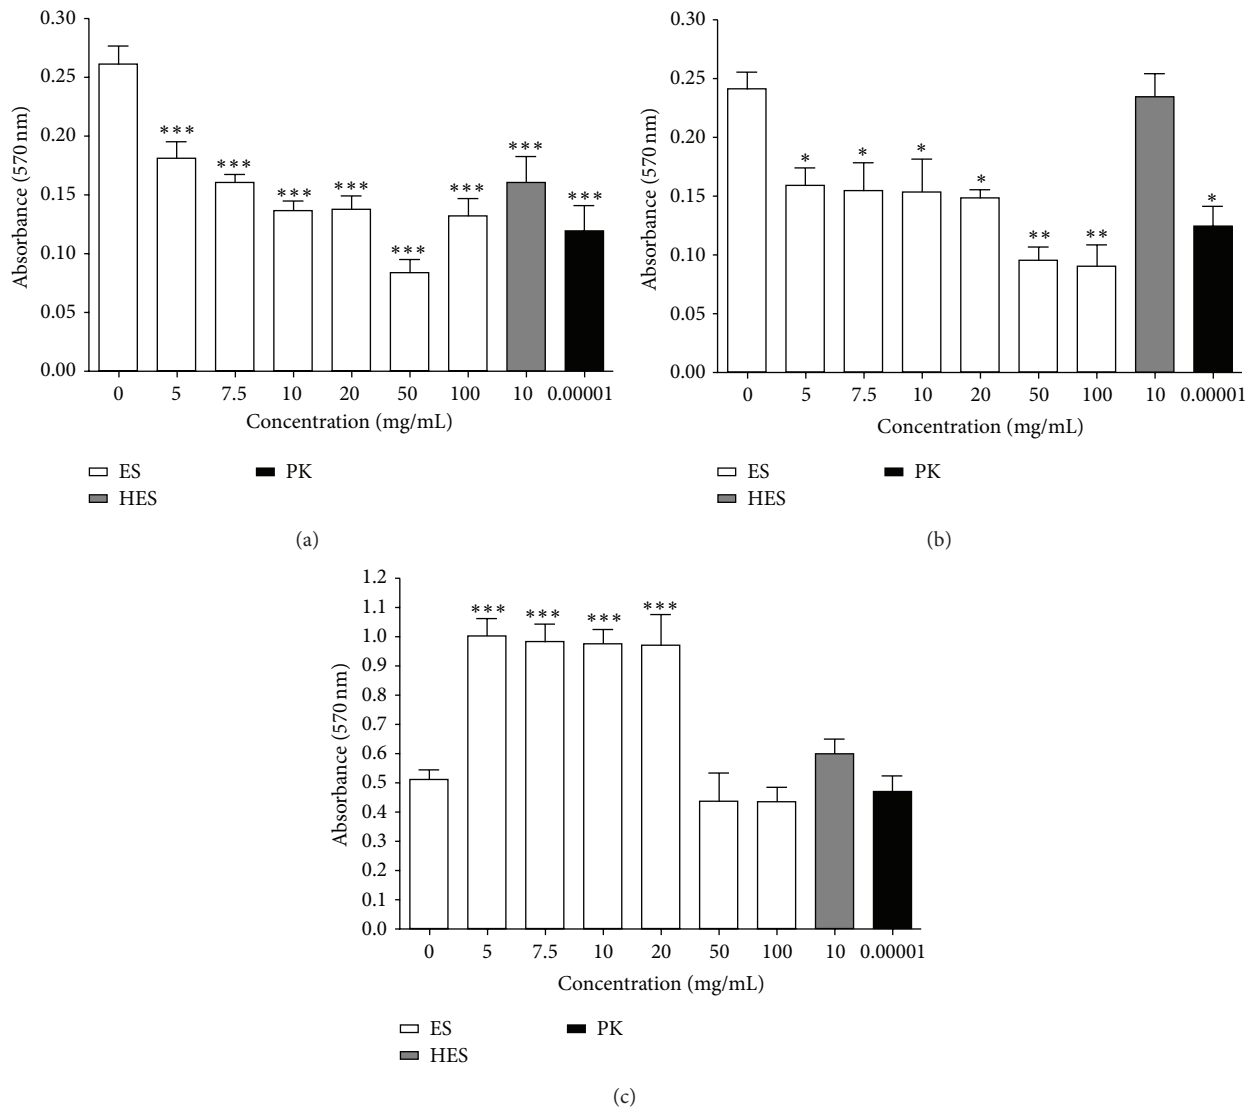 0.30
0.25
0.20
0.15
0.10
0.05
0.00
Absorbance (570 nm)
***
***
***
***
***
***
***
***
0 5 7.5 10 20 50 100 10 0.00001
Concentration (mg/mL)
ES PK
HES
(a)
0.30
0.25
0.20
0.15
0.10
0.05
0.00
Absorbance (570 nm)
*
*
*
*
**
**
*
0 5 7.5 10 20 50 100 10 0.00001
Concentration (mg/mL)
ES PK
HES
(b)
1.2
1.1
1.0
0.9
0.8
0.7
0.6
0.5
0.4
0.3
0.2
0.1
0.0
Absorbance (570 nm)
***
***
***
***
0 5 7.5 10 20 50 100 10 0.00001
Concentration (mg/mL)
ES PK
HES
(c)